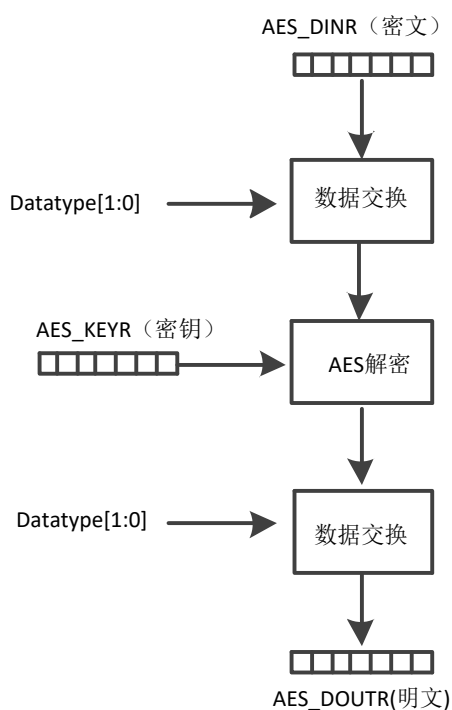 AES_DINR（密文）
数据交换
Datatype[1:0]
AES_KEYR（密钥）
AES解密
Datatype[1:0]
数据交换
AES_DOUTR(明文)